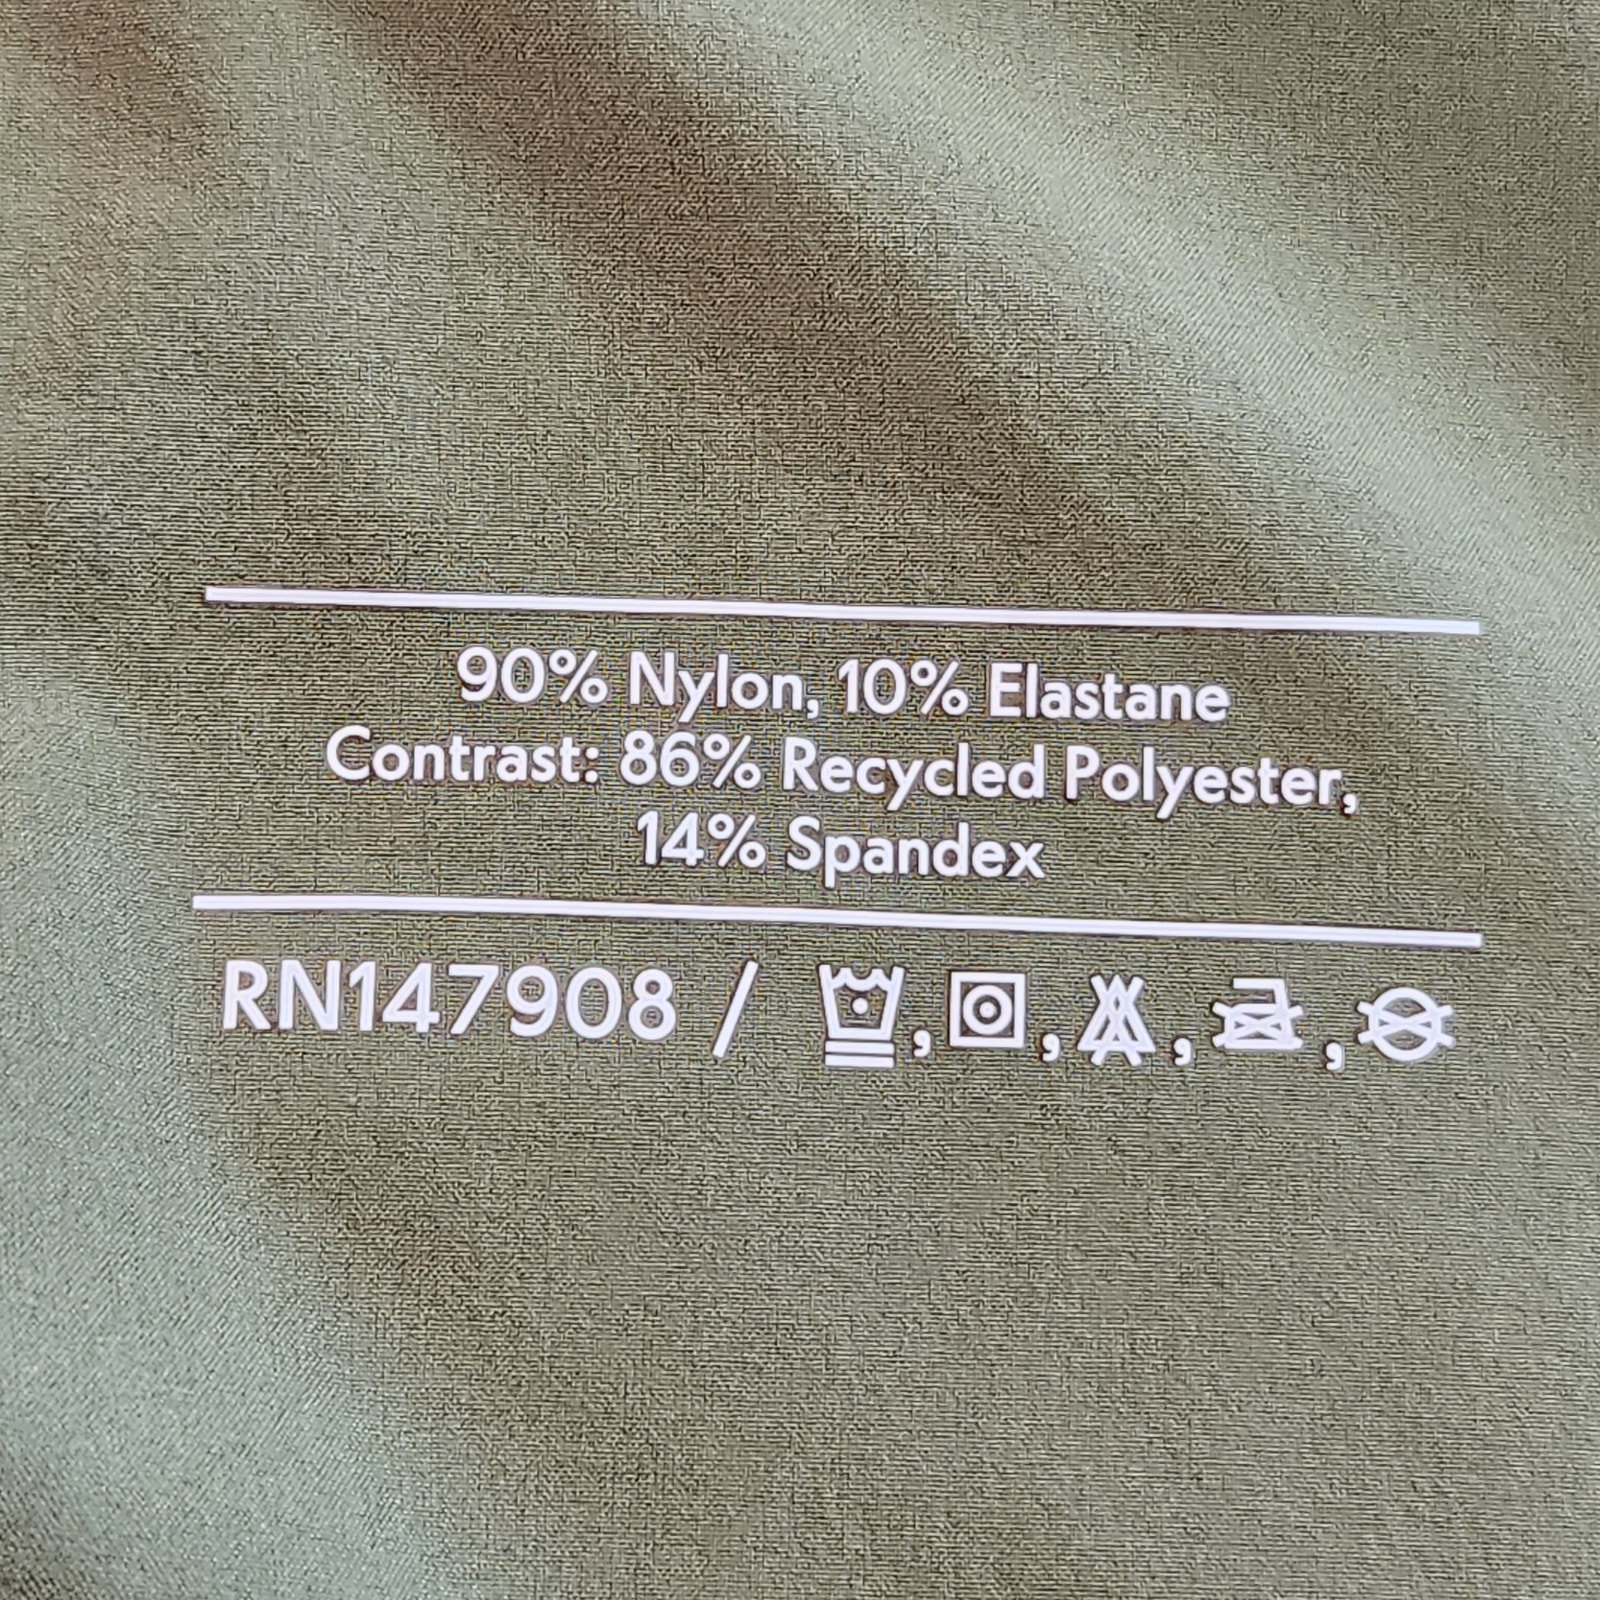 90% Nylon, 10% Elastane
Contrast: 86% Recycled Polyester,
14% Spandex
RN147908 / , , , ,